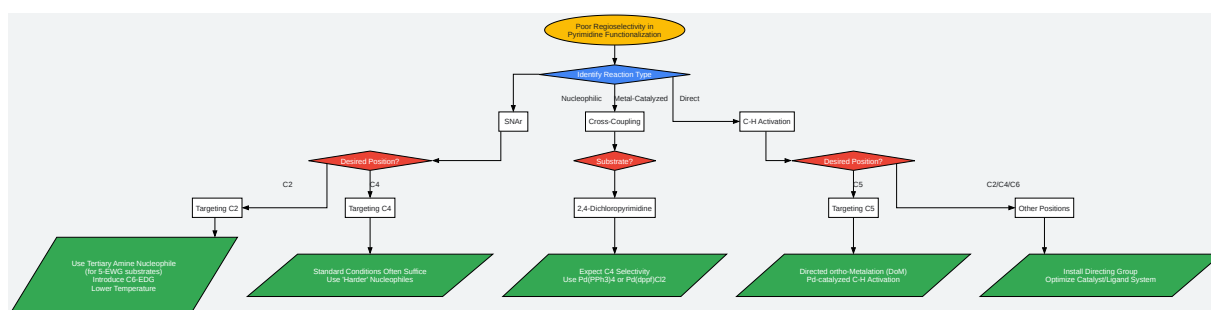 Poor Regioselectivity in
Pyrimidine Functionalization
Identify Reaction Type
Nucleophilic
Metal-Catalyzed
Direct
SNAr
Cross-Coupling
C-H Activation
Desired Position?
Substrate?
Desired Position?
C2
C4
C5
C2/C4/C6
Targeting C2
Targeting C4
2,4-Dichloropyrimidine
Targeting C5
Other Positions
Use Tertiary Amine Nucleophile
(for 5-EWG substrates)
Introduce C6-EDG
Lower Temperature
Standard Conditions Often Suffice
Use 'Harder' Nucleophiles
Expect C4 Selectivity
Use Pd(PPh3)4 or Pd(dppf)Cl2
Directed ortho-Metalation (DoM)
Pd-catalyzed C-H Activation
Install Directing Group
Optimize Catalyst/Ligand System